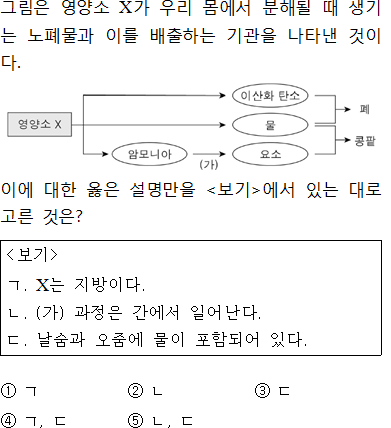 그림은 영양소 X가 우리 몸에서 분해될 때 생기
는 노폐물과 이를 배출하는 기관을 나타낸 것이
다.
영양소 X
이산화 탄소
물
폐
암모니아
(가)
요소
콩팥
이에 대한 옳은 설명만을 <보기>에서 있는 대로
고른 것은?
<보기>
ㄱ. X는 지방이다.
ㄴ. (가) 과정은 간에서 일어난다.
ㄷ. 날숨과 오줌에 물이 포함되어 있다.
① ㄱ ② ㄴ ③ ㄷ
④ ㄱ, ㄷ ⑤ ㄴ, ㄷ